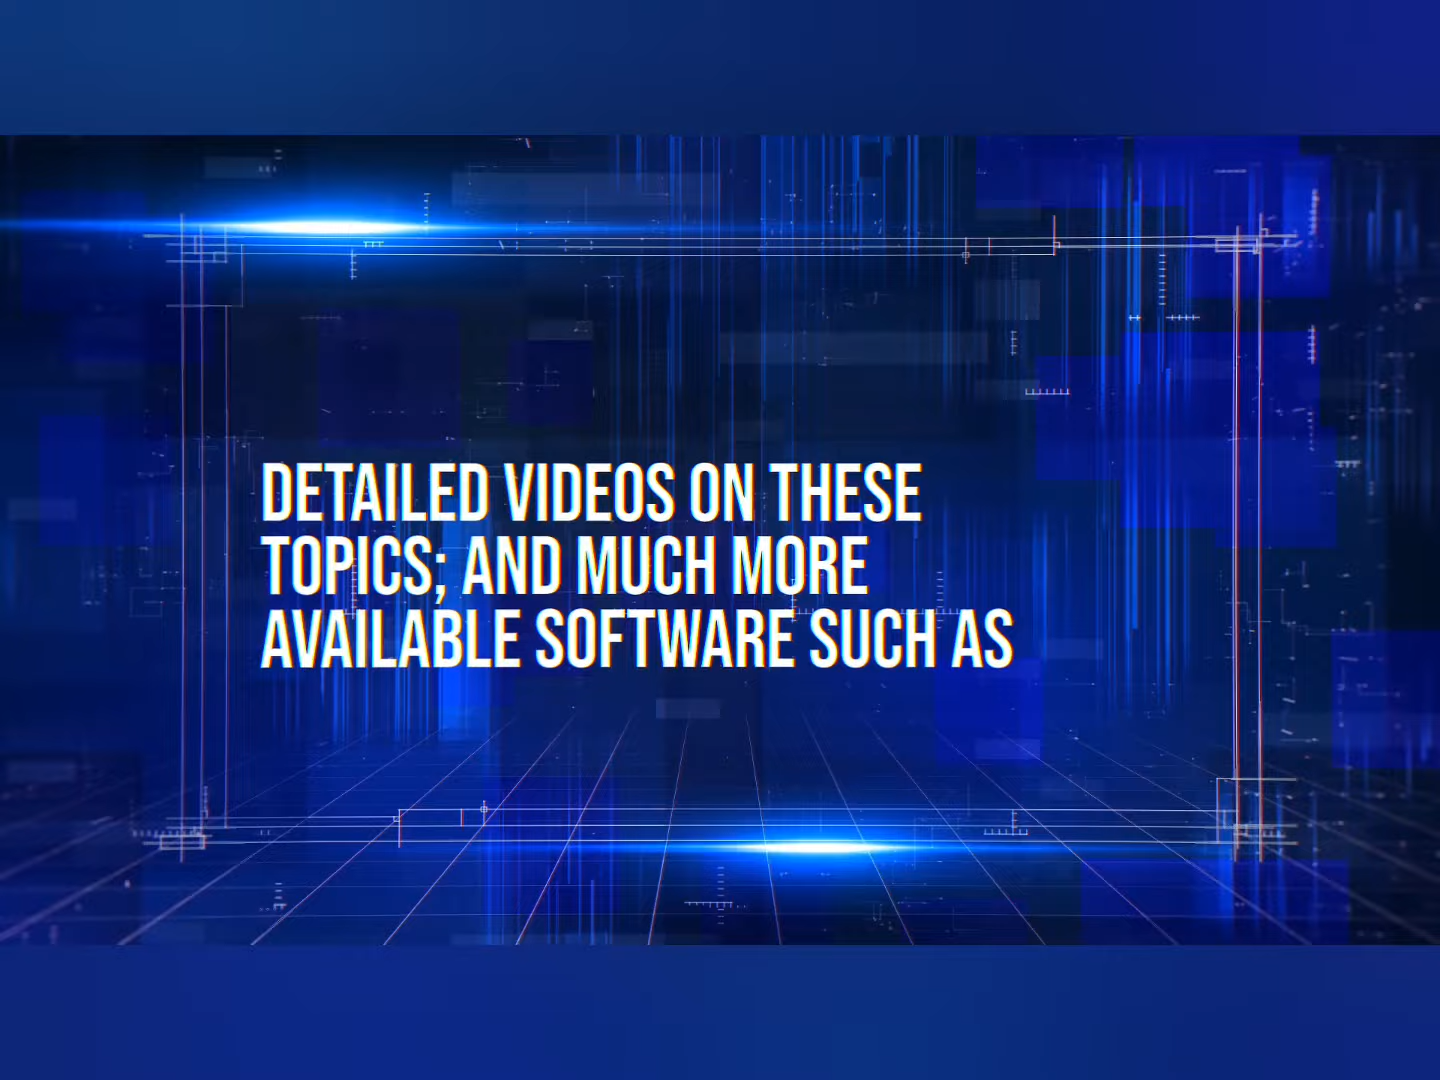 DETAILED VIDEOS ON THESE
TOPICS; AND MUCH MORE
AVAILABLE SOFTWARE SUCH AS